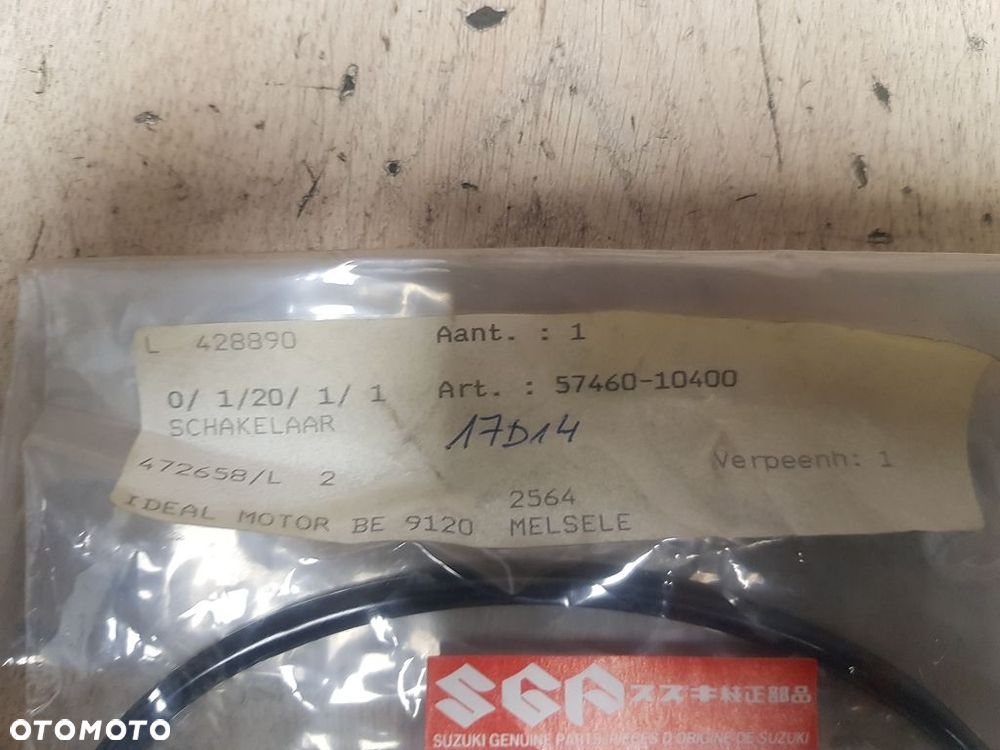 L 428890 Aant. : 1
0/ 1/20/ 1/ 1 Art. : 57460-10400
SCHAKELAAR 17D14
472658/L 2 Verpeenh: 1
2564
IDEAL MOTOR BE 9120 MELSELE
SGP スズキ純正部品
SUZUKI GENUINE PARTS/PIECES D'ORIGINE DE SUZUKI
OTOMOTO